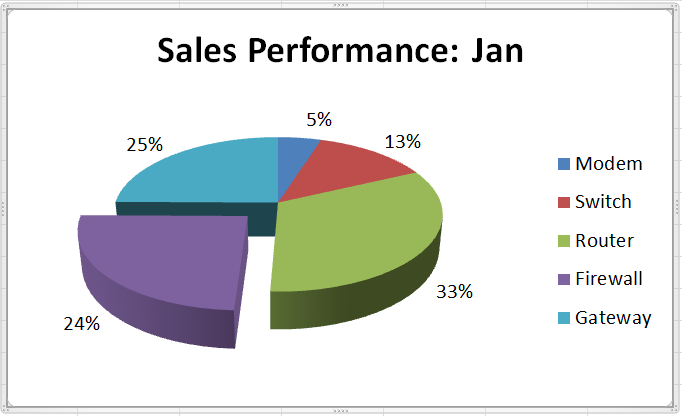 Sales Performance: Jan
5%
25%
13%
Modem
Switch
Router
33%
Firewall
24%
Gateway